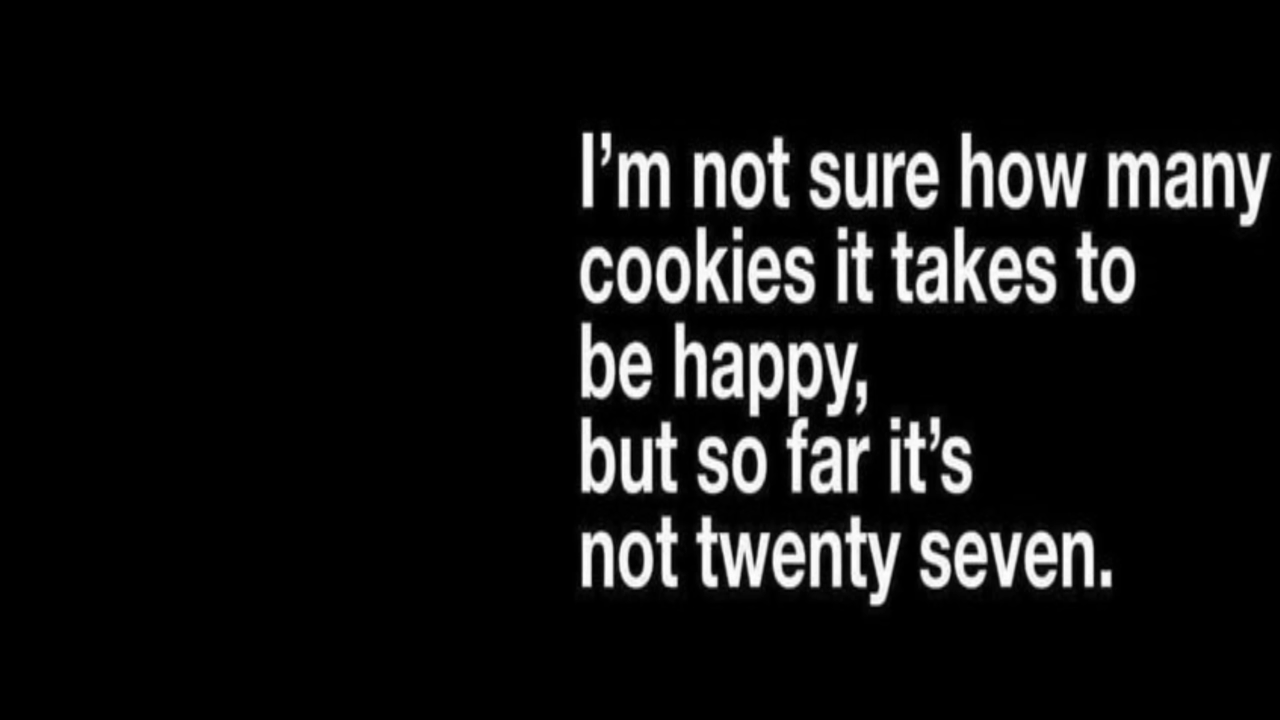 I’m not sure how many
cookies it takes to
be happy,
but so far it’s
not twenty seven.